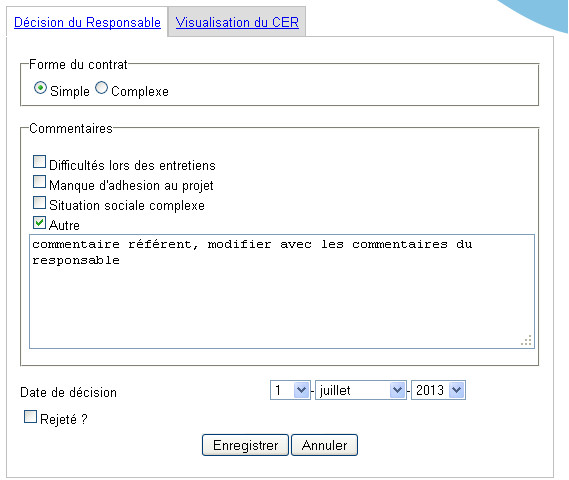 Décision du Responsable Visualisation du CER
Forme du contrat
Simple Complexe
Commentaires
Difficultés lors des entretiens
Manque d'adhesion au projet
Situation sociale complexe
Autre
commentaire référent, modifier avec les commentaires du
responsable
Date de décision 1 - juillet - 2013
Rejeté ?
Enregistrer Annuler